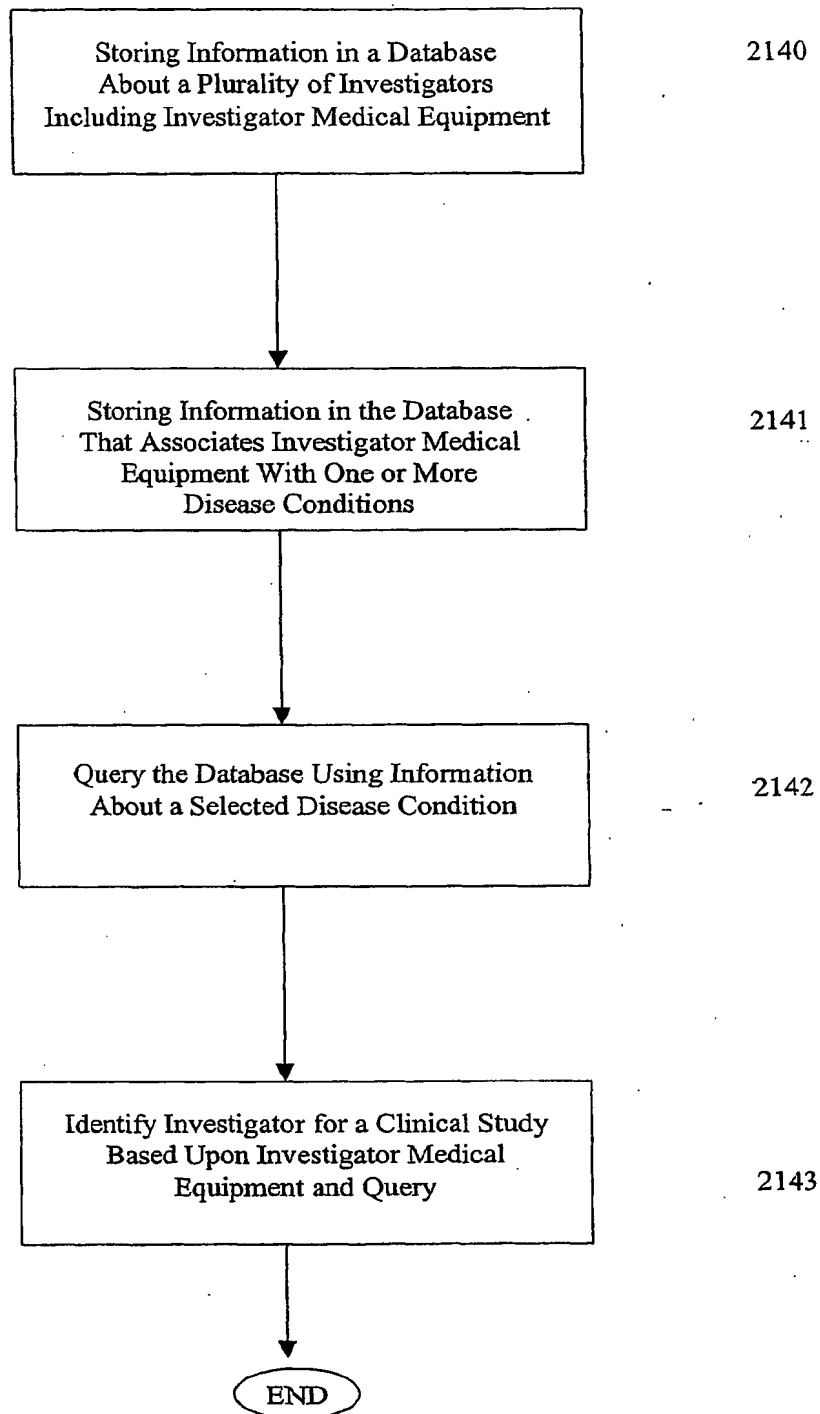 Storing Information in a Database
About a Plurality of Investigators
Including Investigator Medical Equipment
2140
Storing Information in the Database
That Associates Investigator Medical
Equipment With One or More
Disease Conditions
2141
Query the Database Using Information
About a Selected Disease Condition
2142
Identify Investigator for a Clinical Study
Based Upon Investigator Medical
Equipment and Query
2143
END